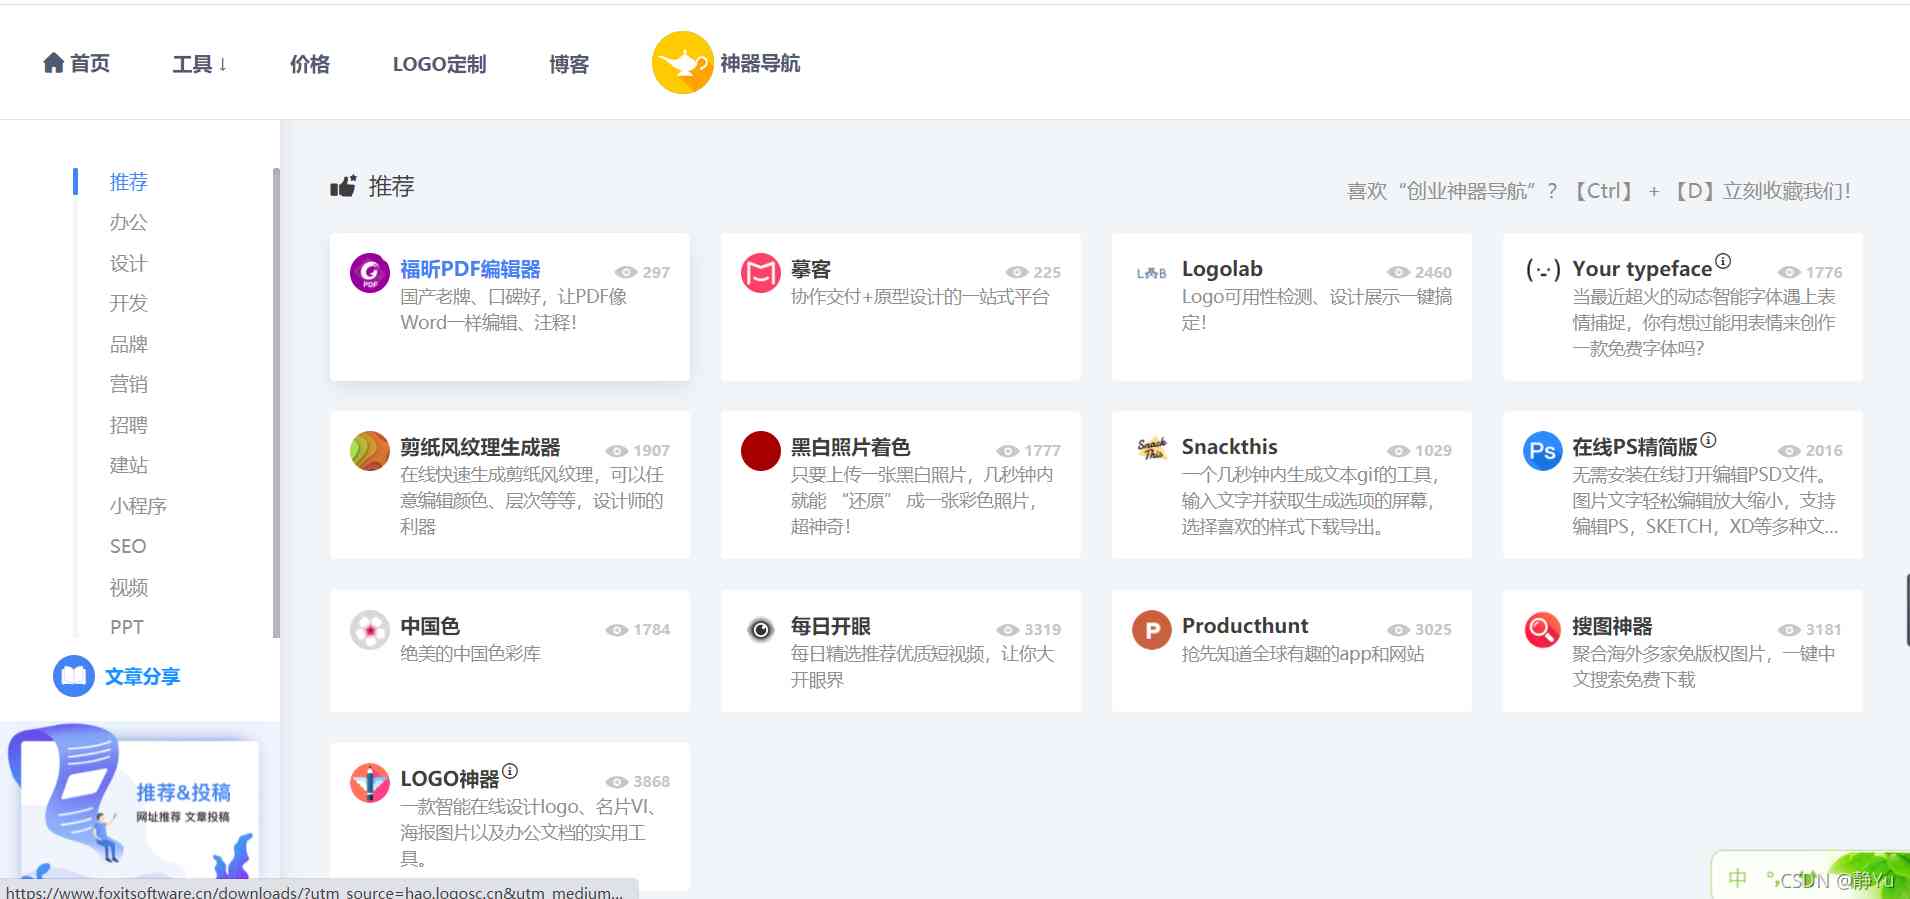 首页
工具 ↓
价格
LOGO定制
博客
神器导航
推荐
办公
设计
开发
品牌
营销
招聘
建站
小程序
SEO
视频
PPT
文章分享
推荐&投稿
网址推荐 文章投稿
推荐
喜欢“创业神器导航”？【Ctrl】 + 【D】立刻收藏我们！
福昕PDF编辑器
297
国产老牌、口碑好，让PDF像
Word一样编辑、注释！
摹客
225
协作交付+原型设计的一站式平台
LOGO LAB
Logolab
2460
Logo可用性检测、设计展示一键搞
定！
Your typeface
1776
当最近超火的动态智能字体遇上表
情捕捉，你有想过能用表情来创作
一款免费字体吗？
剪纸风纹理生成器
1907
在线快速生成剪纸风纹理，可以任
意编辑颜色、层次等等，设计师的
利器
黑白照片着色
1777
只要上传一张黑白照片，几秒钟内
就能 “还原” 成一张彩色照片，
超神奇！
Snack
This
Snackthis
1029
一个几秒钟内生成文本gif的工具，
输入文字并获取生成选项的屏幕，
选择喜欢的样式下载导出。
Ps
在线PS精简版
2016
无需安装在线打开编辑PSD文件。
图片文字轻松编辑放大缩小，支持
编辑PS，SKETCH，XD等多种文...
中国色
1784
绝美的中国色彩库
每日开眼
3319
每日精选推荐优质短视频，让你大
开眼界
P
Producthunt
3025
抢先知道全球有趣的app和网站
搜图神器
3181
聚合海外多家免版权图片，一键中
文搜索免费下载
LOGO神器
3868
一款智能在线设计logo、名片VI、
海报图片以及办公文档的实用工
具。
https://www.foxitsoftware.cn/downloads/?utm_source=hao.logosc.cn&utm_medium...
中
CSDN @静Yu